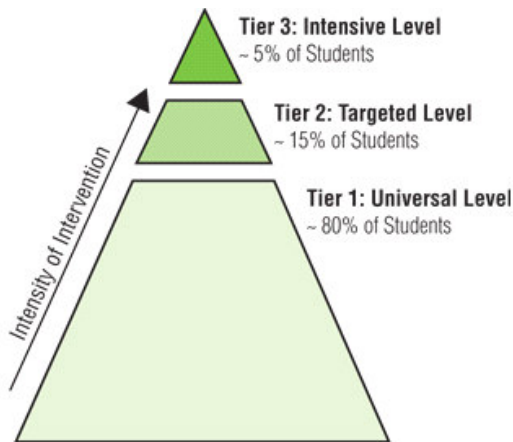 Tier 3: Intensive Level
~ 5% of Students
Tier 2: Targeted Level
~ 15% of Students
Tier 1: Universal Level
~ 80% of Students
Intensity of Intervention